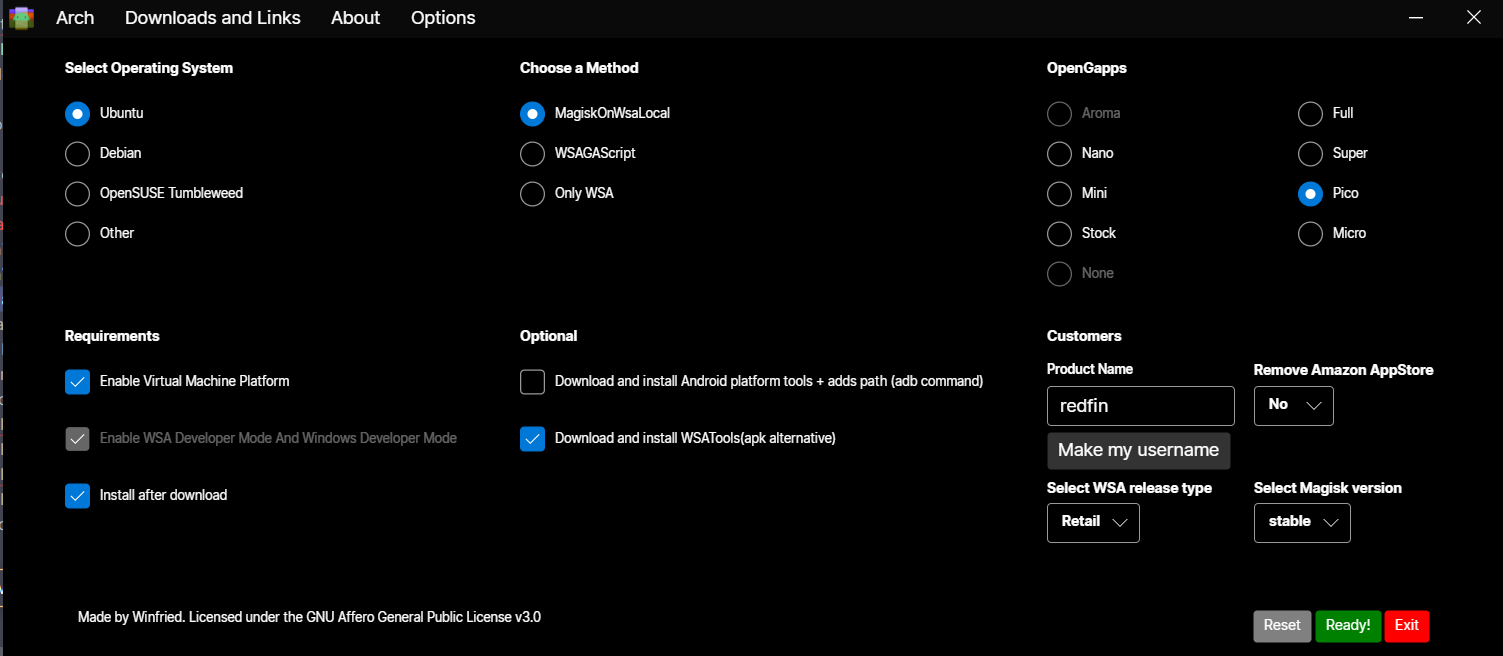 Arch Downloads and Links About Options
Select Operating System
Ubuntu
Debian
OpenSUSE Tumbleweed
Other
Choose a Method
MagiskOnWsaLocal
WSAGAScript
Only WSA
OpenGapps
Aroma
Full
Nano
Super
Mini
Pico
Stock
Micro
None
Requirements
Enable Virtual Machine Platform
Enable WSA Developer Mode And Windows Developer Mode
Install after download
Optional
Download and install Android platform tools + adds path (adb command)
Download and install WSATools(apk alternative)
Customers
Product Name
redfin
Make my username
Remove Amazon AppStore
No
Select WSA release type
Retail
Select Magisk version
stable
Made by Winfried. Licensed under the GNU Affero General Public License v3.0
Reset Ready! Exit